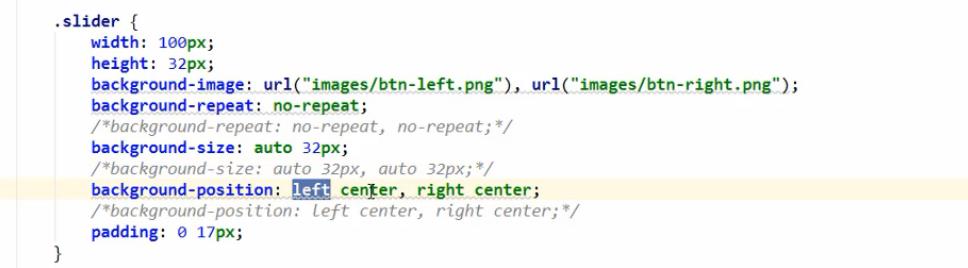 .slider {
width: 100px;
height: 32px;
background-image: url("images/btn-left.png"), url("images/btn-right.png");
background-repeat: no-repeat;
/*background-repeat: no-repeat, no-repeat;*/
background-size: auto 32px;
/*background-size: auto 32px, auto 32px;*/
background-position: left center, right center;
/*background-position: left center, right center;*/
padding: 0 17px;
}